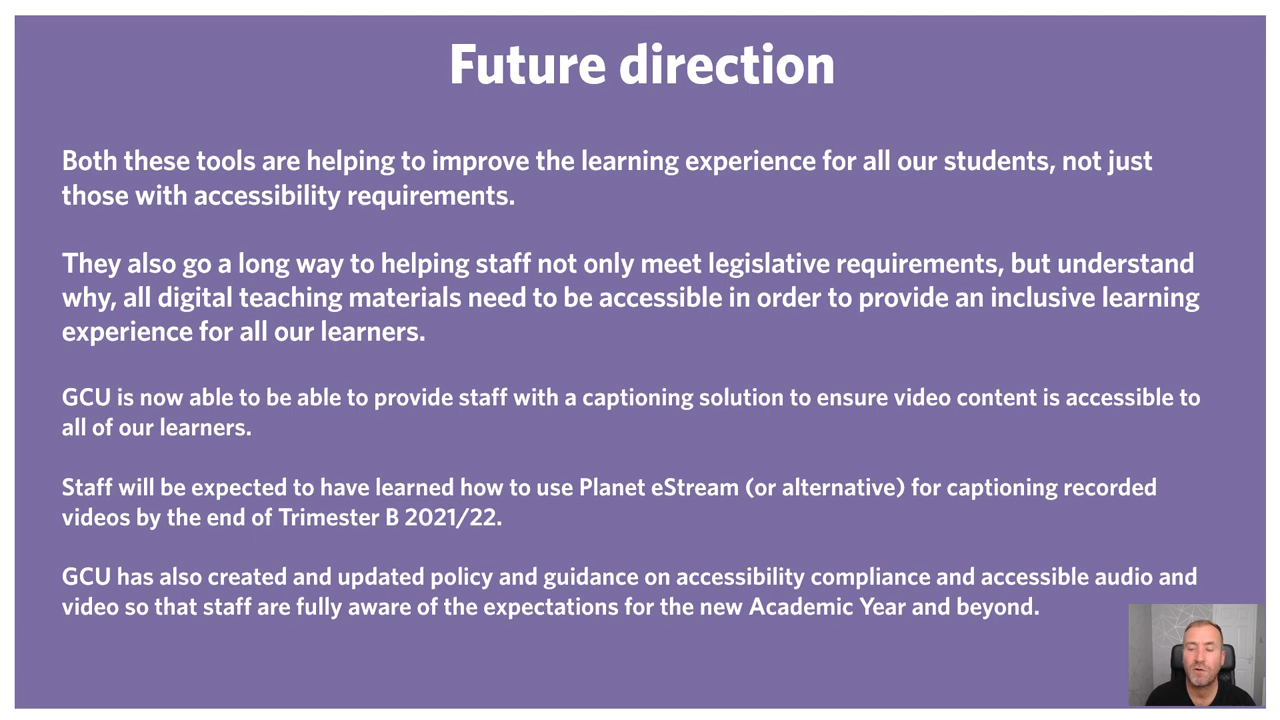 Future direction
Both these tools are helping to improve the learning experience for all our students, not just
those with accessibility requirements.
They also go a long way to helping staff not only meet legislative requirements, but understand
why, all digital teaching materials need to be accessible in order to provide an inclusive learning
experience for all our learners.
GCU is now able to be able to provide staff with a captioning solution to ensure video content is accessible to
all of our learners.
Staff will be expected to have learned how to use Planet eStream (or alternative) for captioning recorded
videos by the end of Trimester B 2021/22.
GCU has also created and updated policy and guidance on accessibility compliance and accessible audio and
video so that staff are fully aware of the expectations for the new Academic Year and beyond.